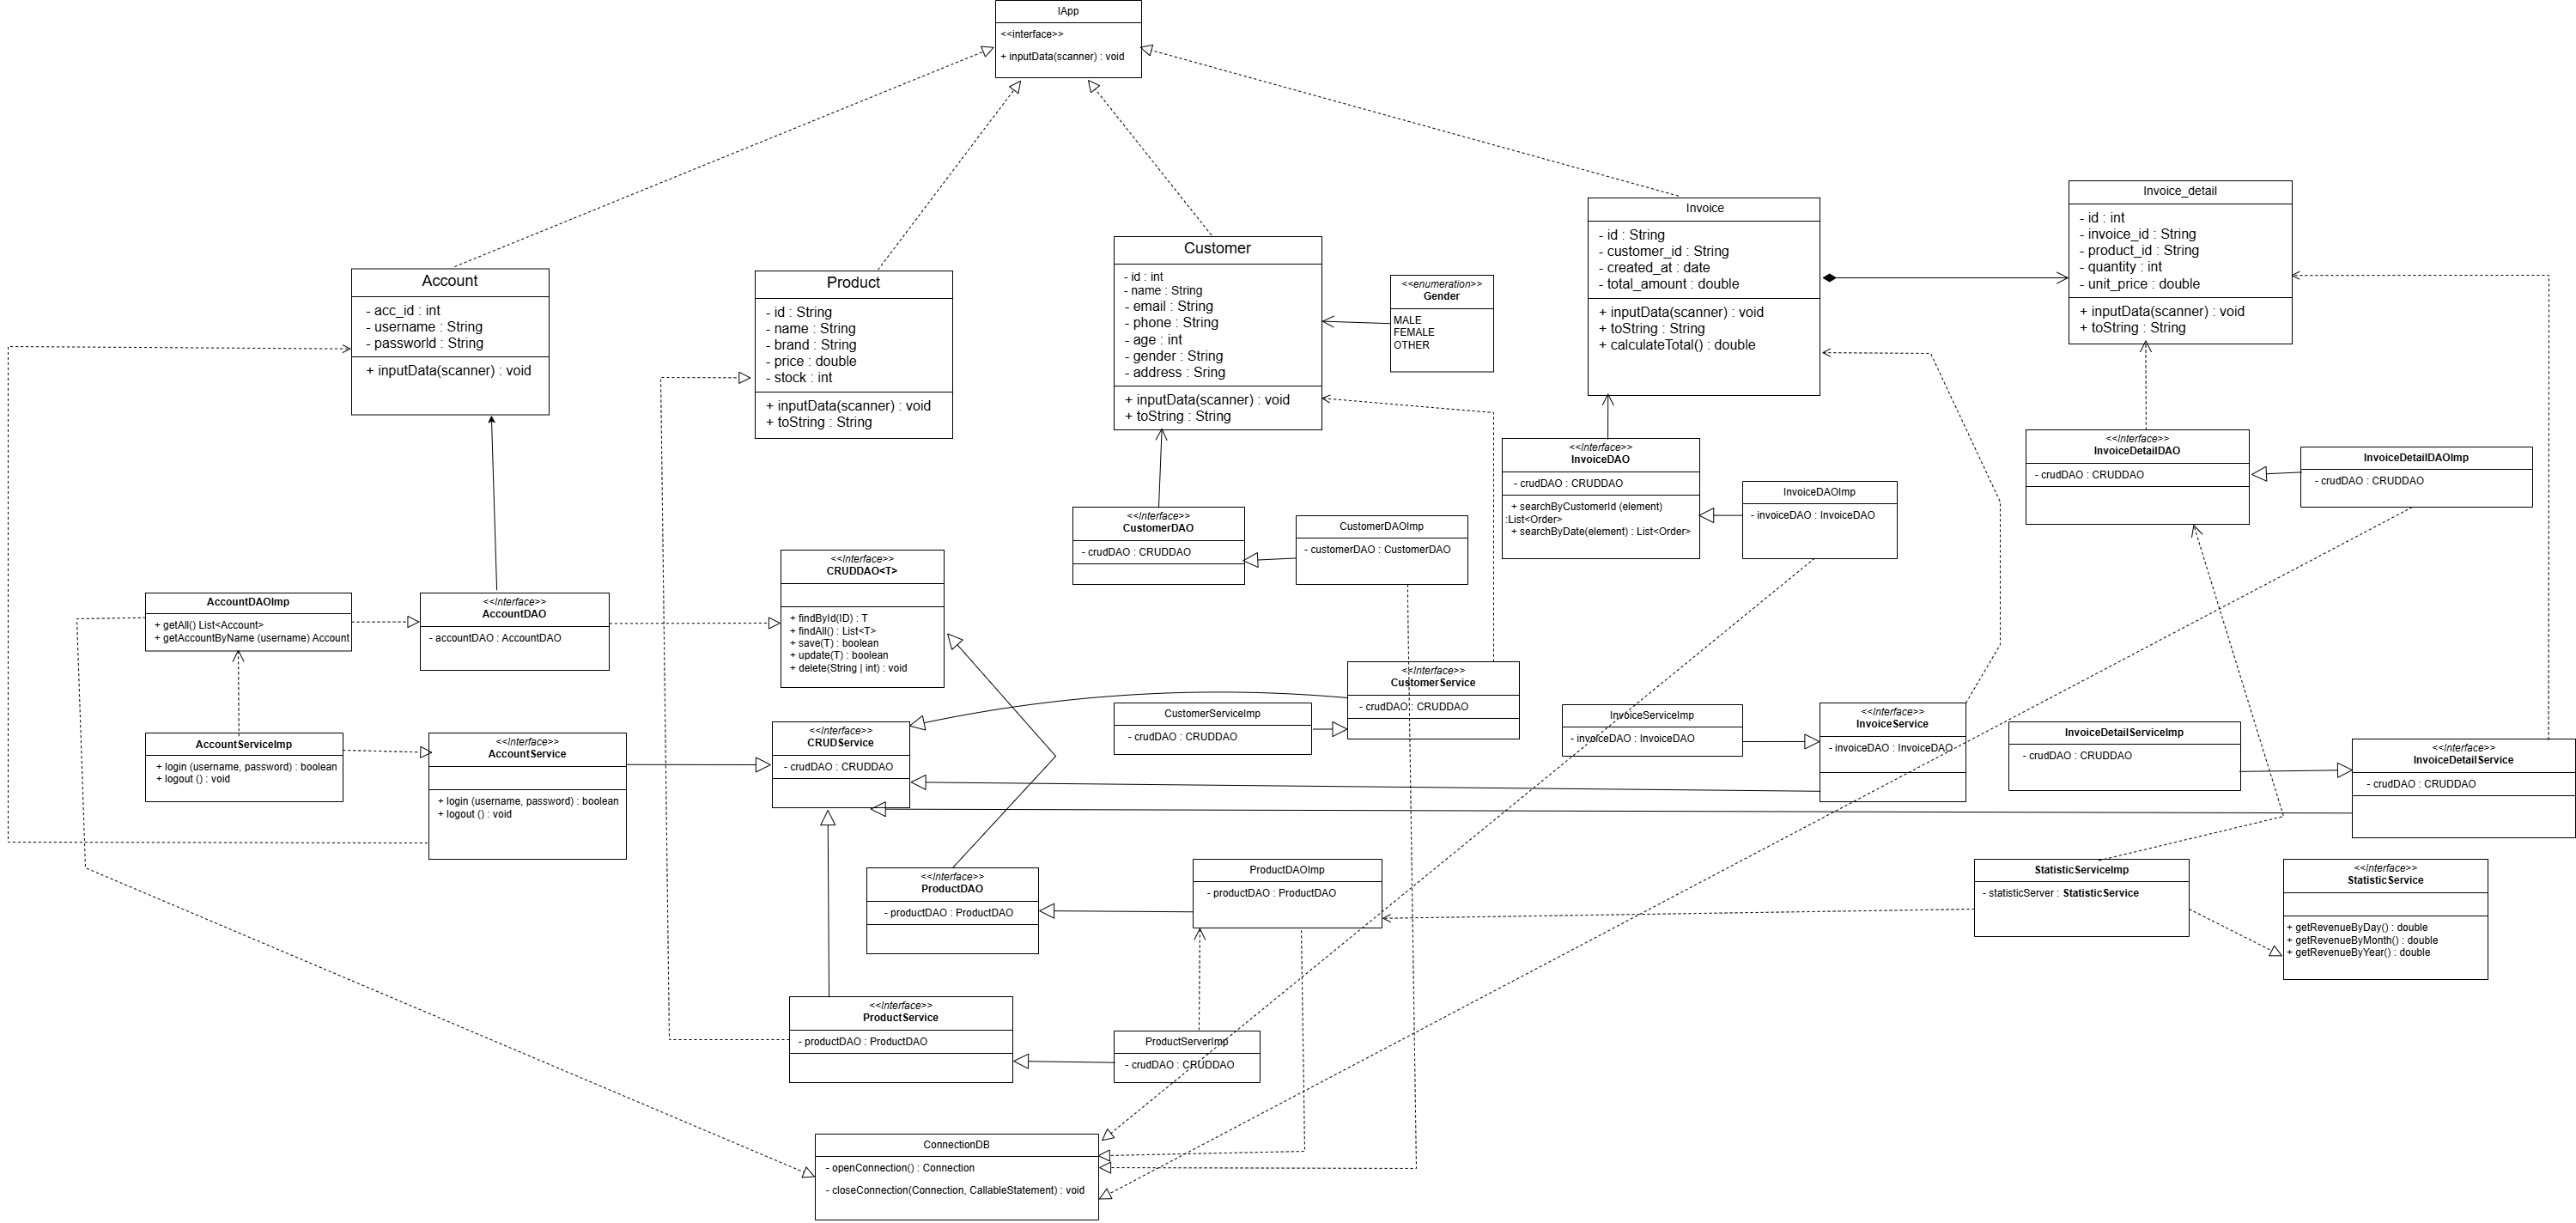 IApp
<<interface>>
+ inputData(scanner) : void
Account
- acc_id : int
- username : String
- passworld : String
+ inputData(scanner) : void
Product
- id : String
- name : String
- brand : String
- price : double
- stock : int
+ inputData(scanner) : void
+ toString : String
Customer
- id : int
- name : String
- email : String
- phone : String
- age : int
- gender : String
- address : Sring
+ inputData(scanner) : void
+ toString : String
<<enumeration>>
Gender
MALE
FEMALE
OTHER
Invoice
- id : String
- customer_id : String
- created_at : date
- total_amount : double
+ inputData(scanner) : void
+ toString : String
+ calculateTotal() : double
Invoice_detail
- id : int
- invoice_id : String
- product_id : String
- quantity : int
- unit_price : double
+ inputData(scanner) : void
+ toString : String
<<Interface>>
InvoiceDAO
- crudDAO : CRUDDAO
+ searchByCustomerId (element)
:List<Order>
+ searchByDate(element) : List<Order>
InvoiceDAOImp
- invoiceDAO : InvoiceDAO
<<Interface>>
InvoiceDetailDAO
- crudDAO : CRUDDAO
InvoiceDetailDAOImp
- crudDAO : CRUDDAO
<<Interface>>
CustomerDAO
- crudDAO : CRUDDAO
CustomerDAOImp
- customerDAO : CustomerDAO
<<Interface>>
CRUDDAO<T>
+ findById(ID) : T
+ findAll() : List<T>
+ save(T) : boolean
+ update(T) : boolean
+ delete(String | int) : void
AccountDAOImp
+ getAll() List<Account>
+ getAccountByName (username) Account
<<Interface>>
AccountDAO
- accountDAO : AccountDAO
AccountServiceImp
+ login (username, password) : boolean
+ logout () : void
<<Interface>>
AccountService
+ login (username, password) : boolean
+ logout () : void
<<Interface>>
CRUDService
- crudDAO : CRUDDAO
CustomerServiceImp
- crudDAO : CRUDDAO
<<Interface>>
CustomerService
- crudDAO : CRUDDAO
InvoiceServiceImp
- invoiceDAO : InvoiceDAO
<<Interface>>
InvoiceService
- invoiceDAO : InvoiceDAO
InvoiceDetailServiceImp
- crudDAO : CRUDDAO
<<Interface>>
InvoiceDetailService
- crudDAO : CRUDDAO
<<Interface>>
ProductDAO
- productDAO : ProductDAO
ProductDAOImp
- productDAO : ProductDAO
StatisticServiceImp
- statisticServer : StatisticService
<<Interface>>
StatisticService
+ getRevenueByDay() : double
+ getRevenueByMonth() : double
+ getRevenueByYear() : double
<<Interface>>
ProductService
- productDAO : ProductDAO
ProductServerImp
- crudDAO : CRUDDAO
ConnectionDB
- openConnection() : Connection
- closeConnection(Connection, CallableStatement) : void